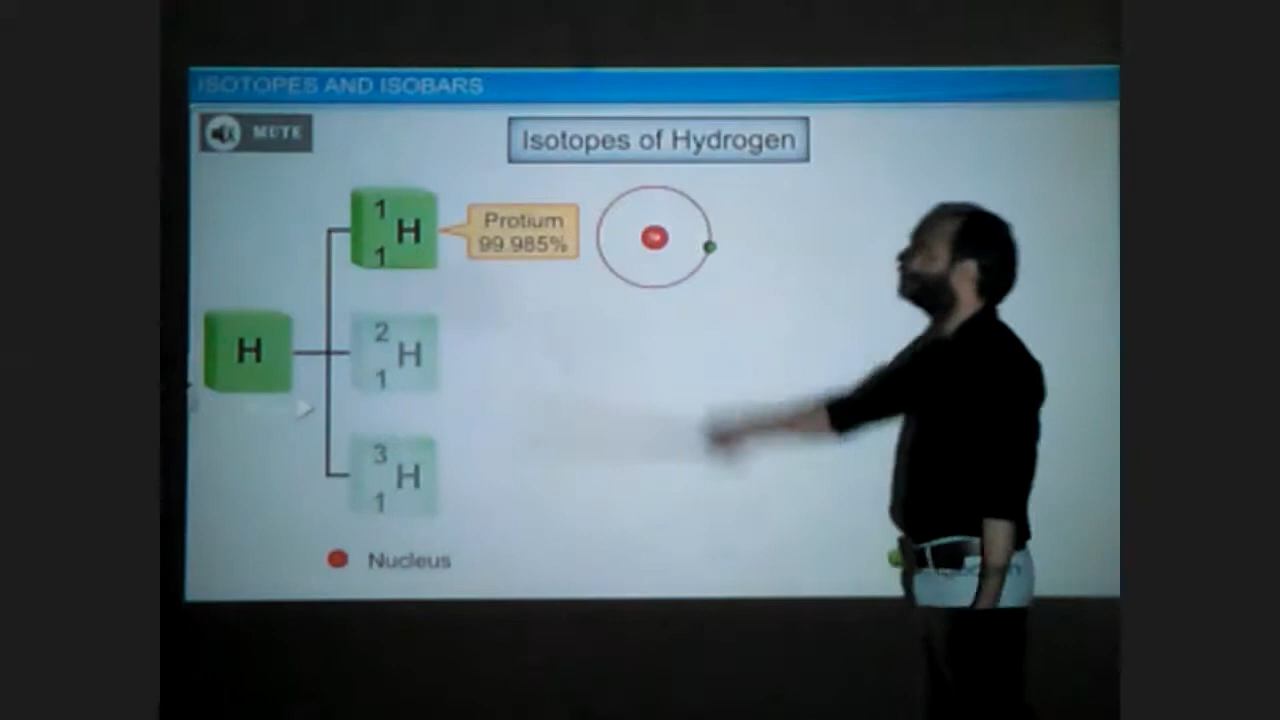 ISOTOPES AND ISOBARS
MUTE
Isotopes of Hydrogen
1
H
1
Protium
99.985%
H
2
H
1
3
H
1
Nucleus